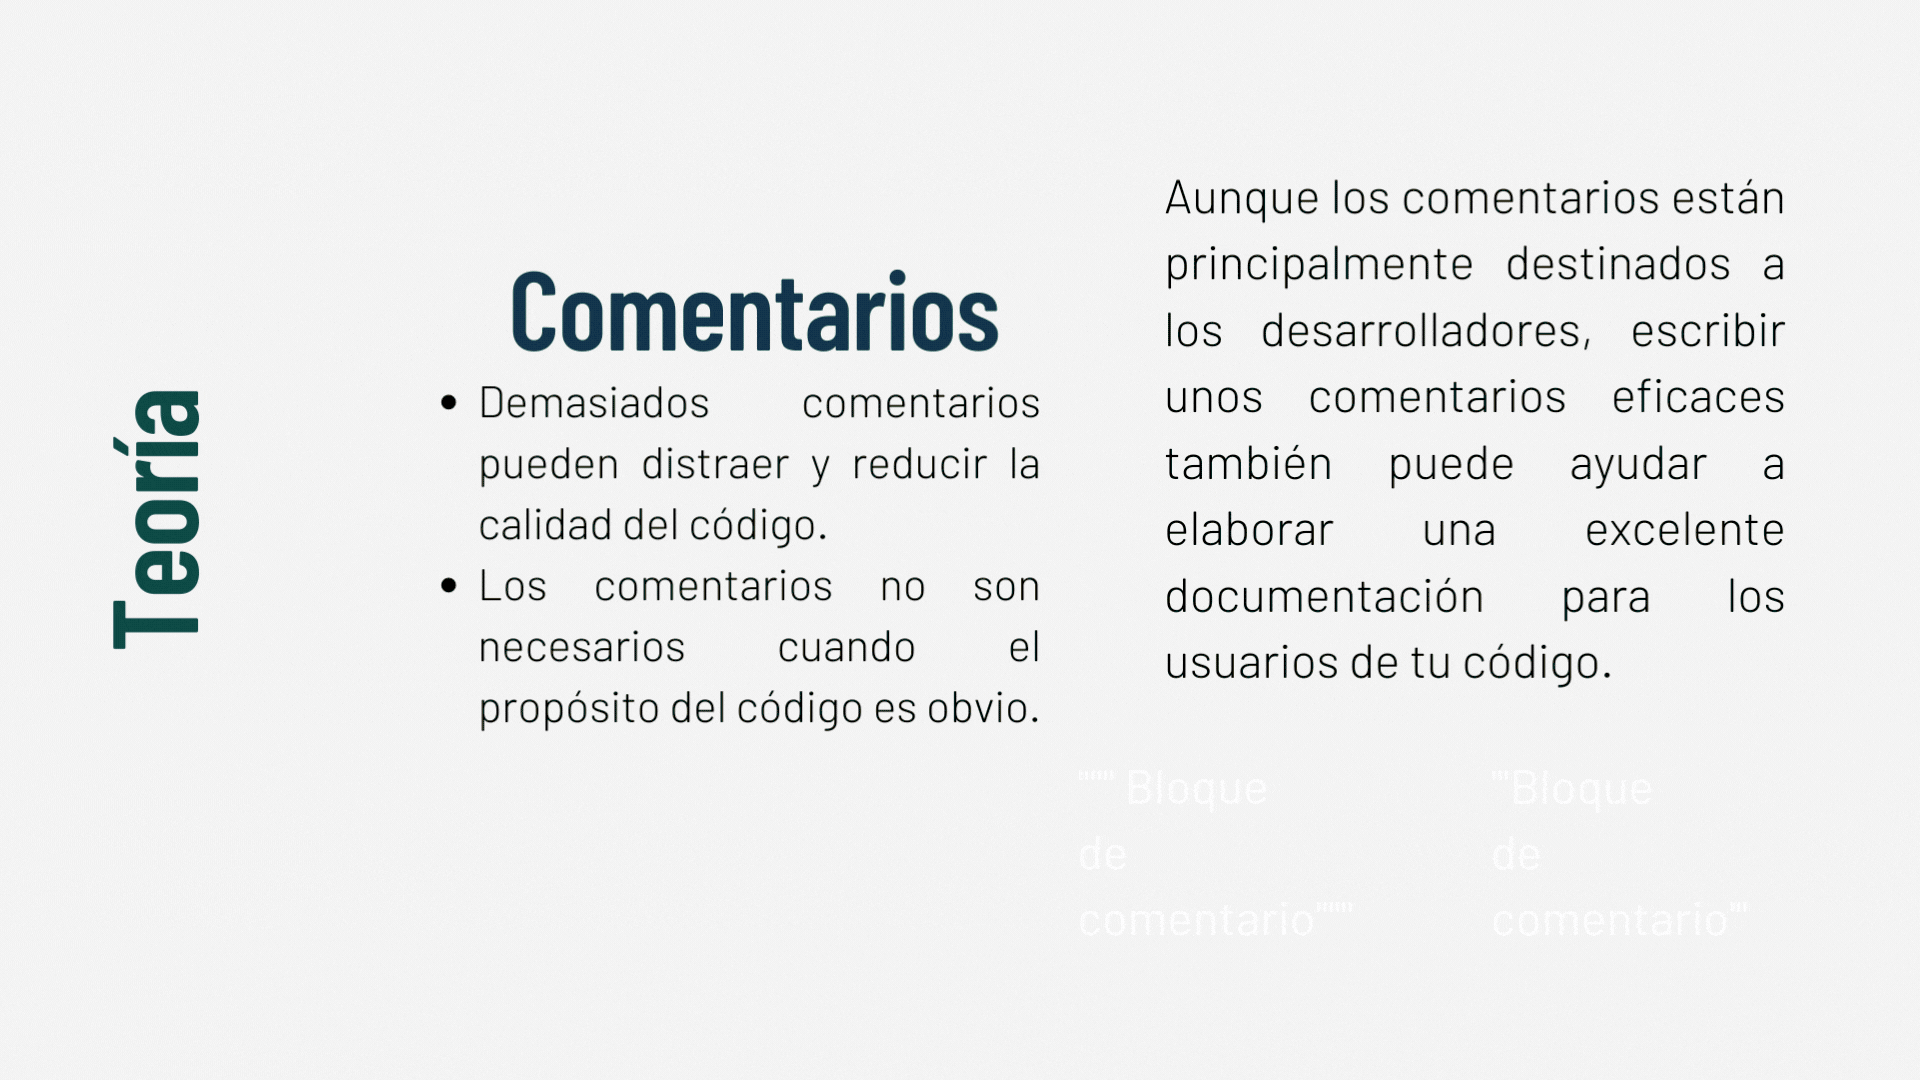 Teoría
Comentarios
• Demasiados comentarios
pueden distraer y reducir la
calidad del código.
• Los comentarios no son
necesarios cuando el
propósito del código es obvio.
Aunque los comentarios están
principalmente destinados a
los desarrolladores, escribir
unos comentarios eficaces
también puede ayudar a
elaborar una excelente
documentación para los
usuarios de tu código.
""" Bloque
de
comentario"""
'''Bloque
de
comentario'''